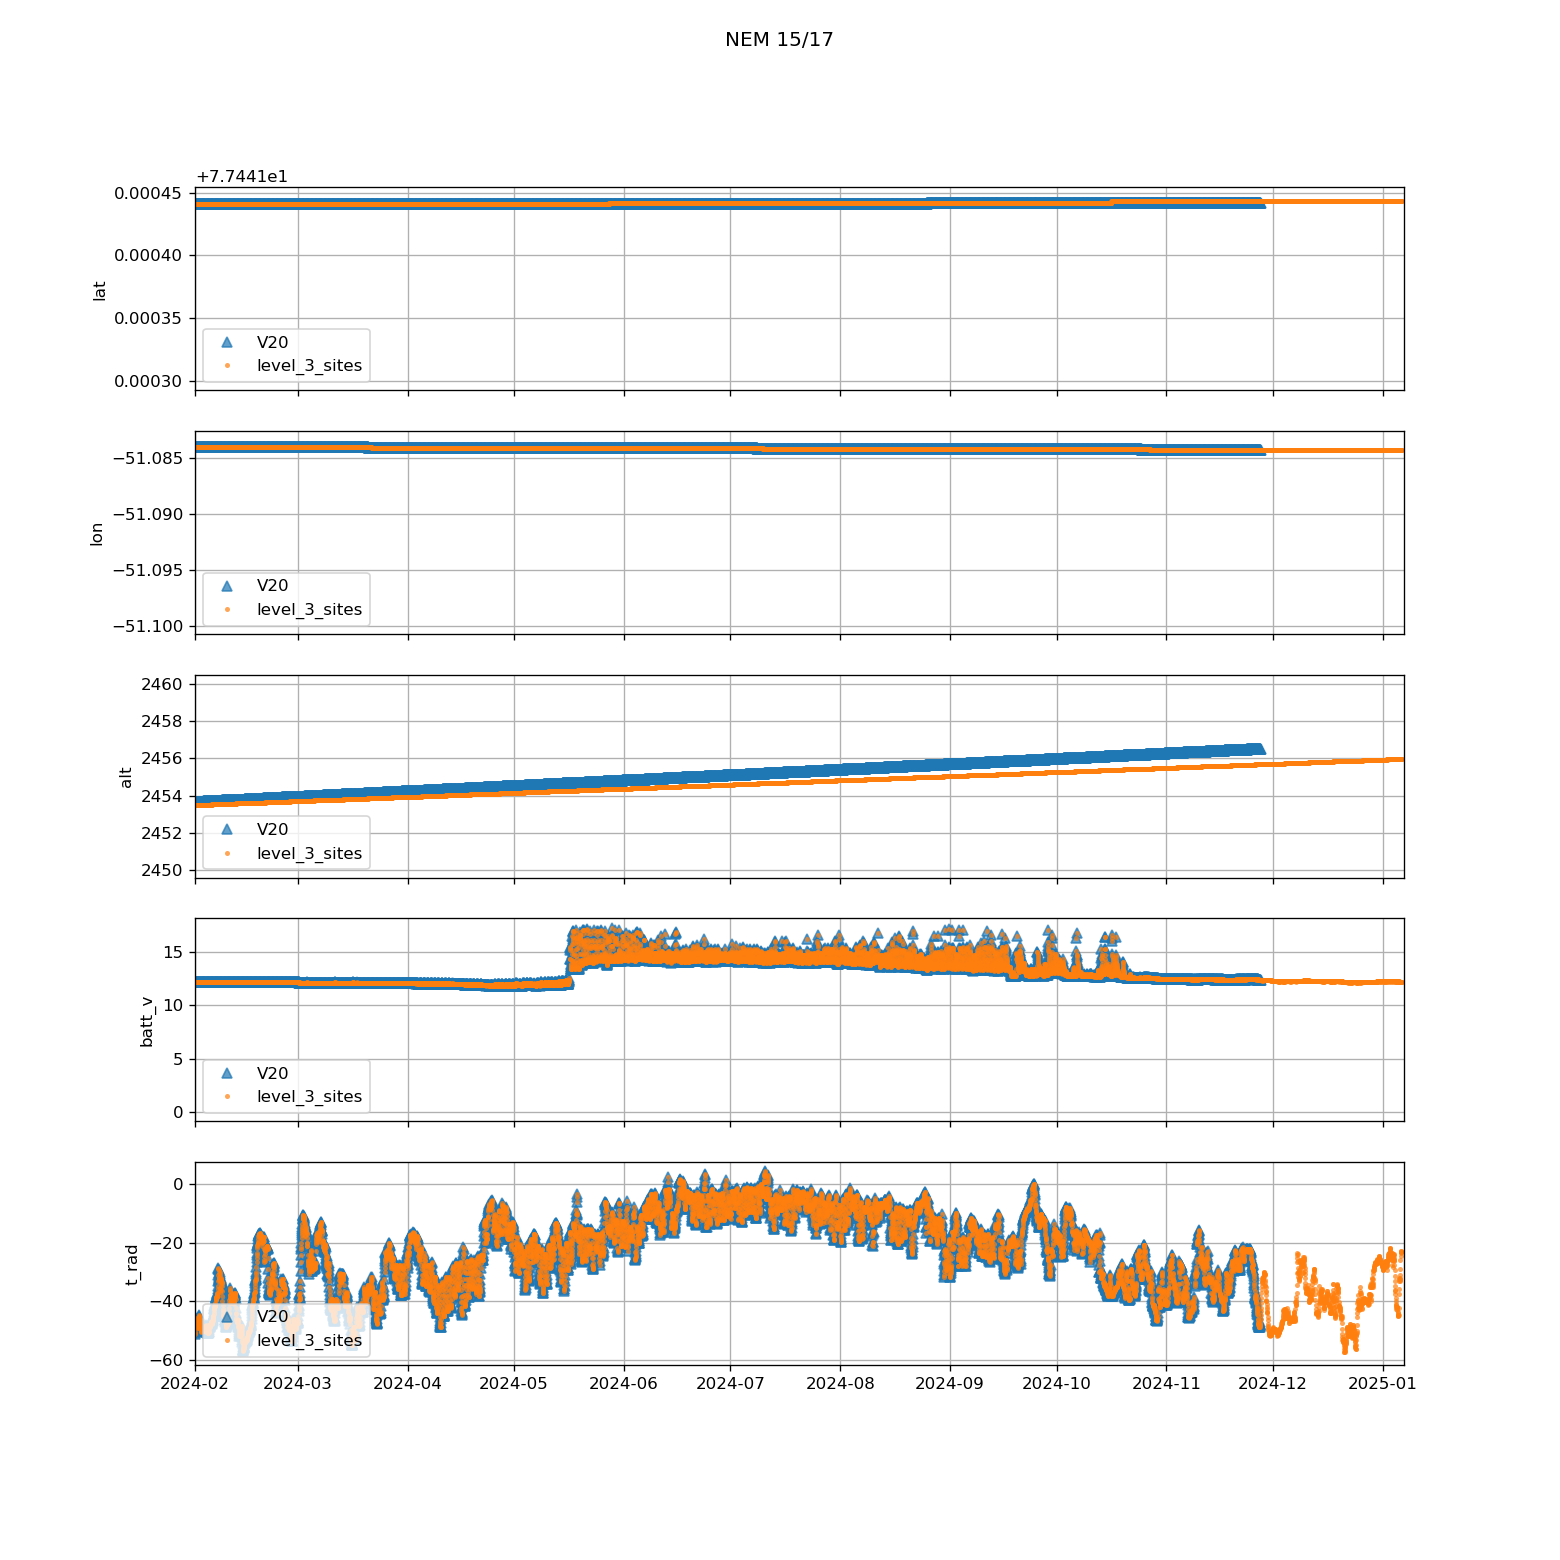 NEM 15/17
+7.7441e1
0.00045
0.00040
0.00035
0.00030
lat
V20
level_3_sites
−51.085
−51.090
−51.095
−51.100
lon
V20
level_3_sites
2460
2458
2456
2454
2452
2450
alt
V20
level_3_sites
15
10
5
0
batt_v
V20
level_3_sites
0
−20
−40
−60
t_rad
V20
level_3_sites
2024-02 2024-03 2024-04 2024-05 2024-06 2024-07 2024-08 2024-09 2024-10 2024-11 2024-12 2025-01